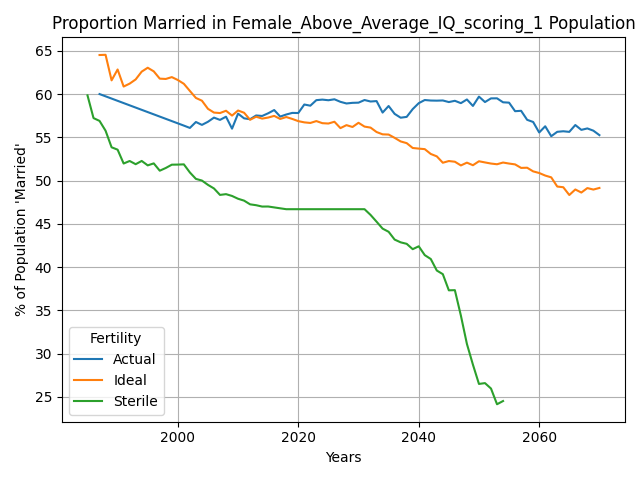 Proportion Married in Female_Above_Average_IQ_scoring_1 Population
% of Population 'Married'
65
60
55
50
45
40
35
30
25
Fertility
Actual
Ideal
Sterile
2000 2020 2040 2060
Years